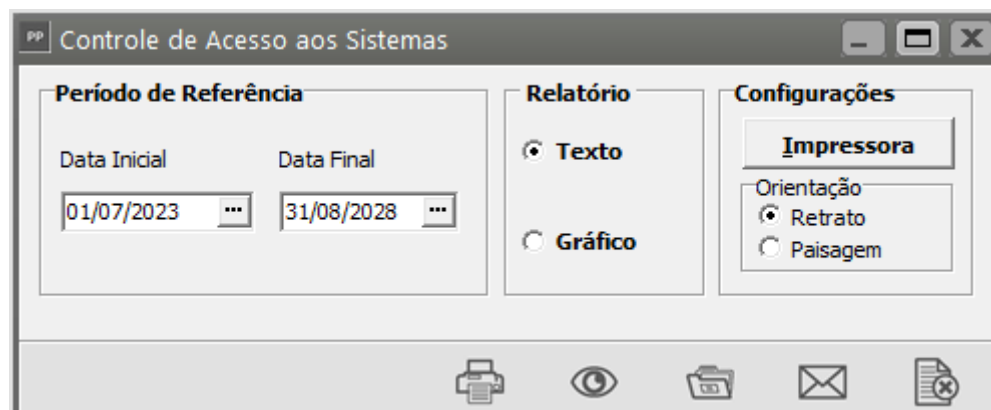 PP Controle de Acesso aos Sistemas
Período de Referência
Data Inicial Data Final
01/07/2023 ... 31/08/2028 ...
Relatório
Texto
Gráfico
Configurações
Impressora
Orientação
Retrato
Paisagem